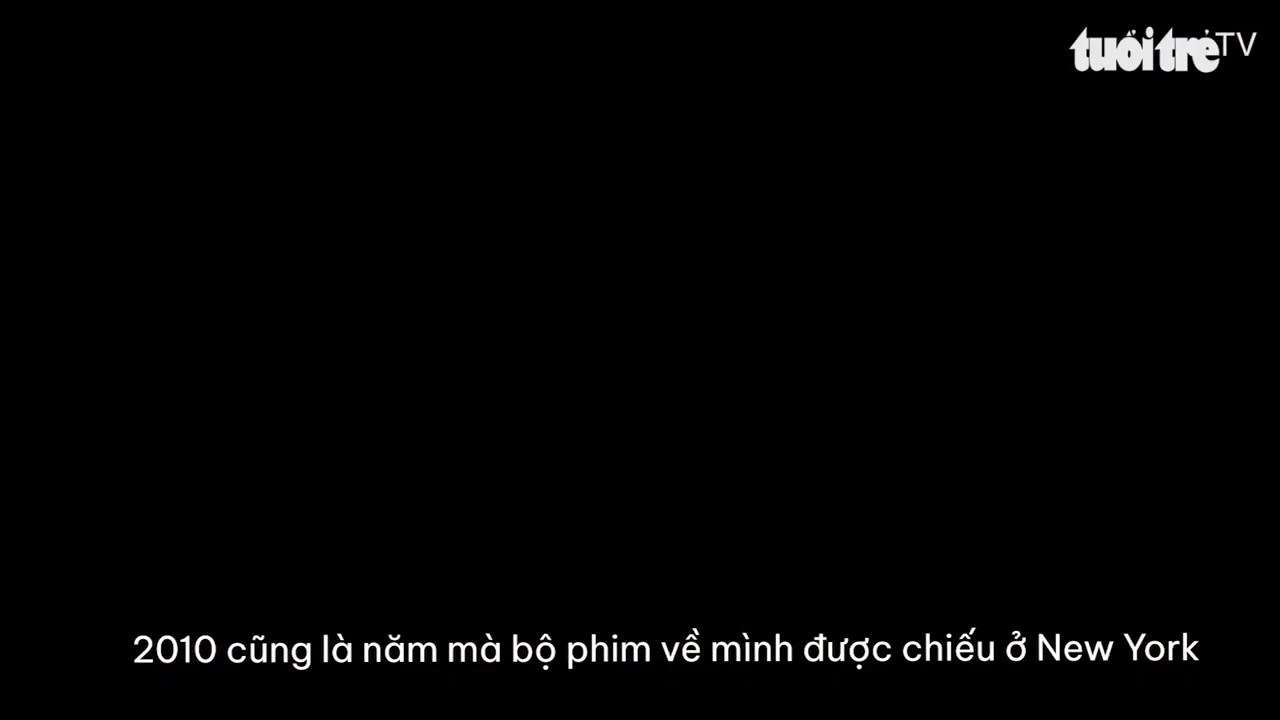 tuổi trẻ TV
2010 cũng là năm mà bộ phim về mình được chiếu ở New York